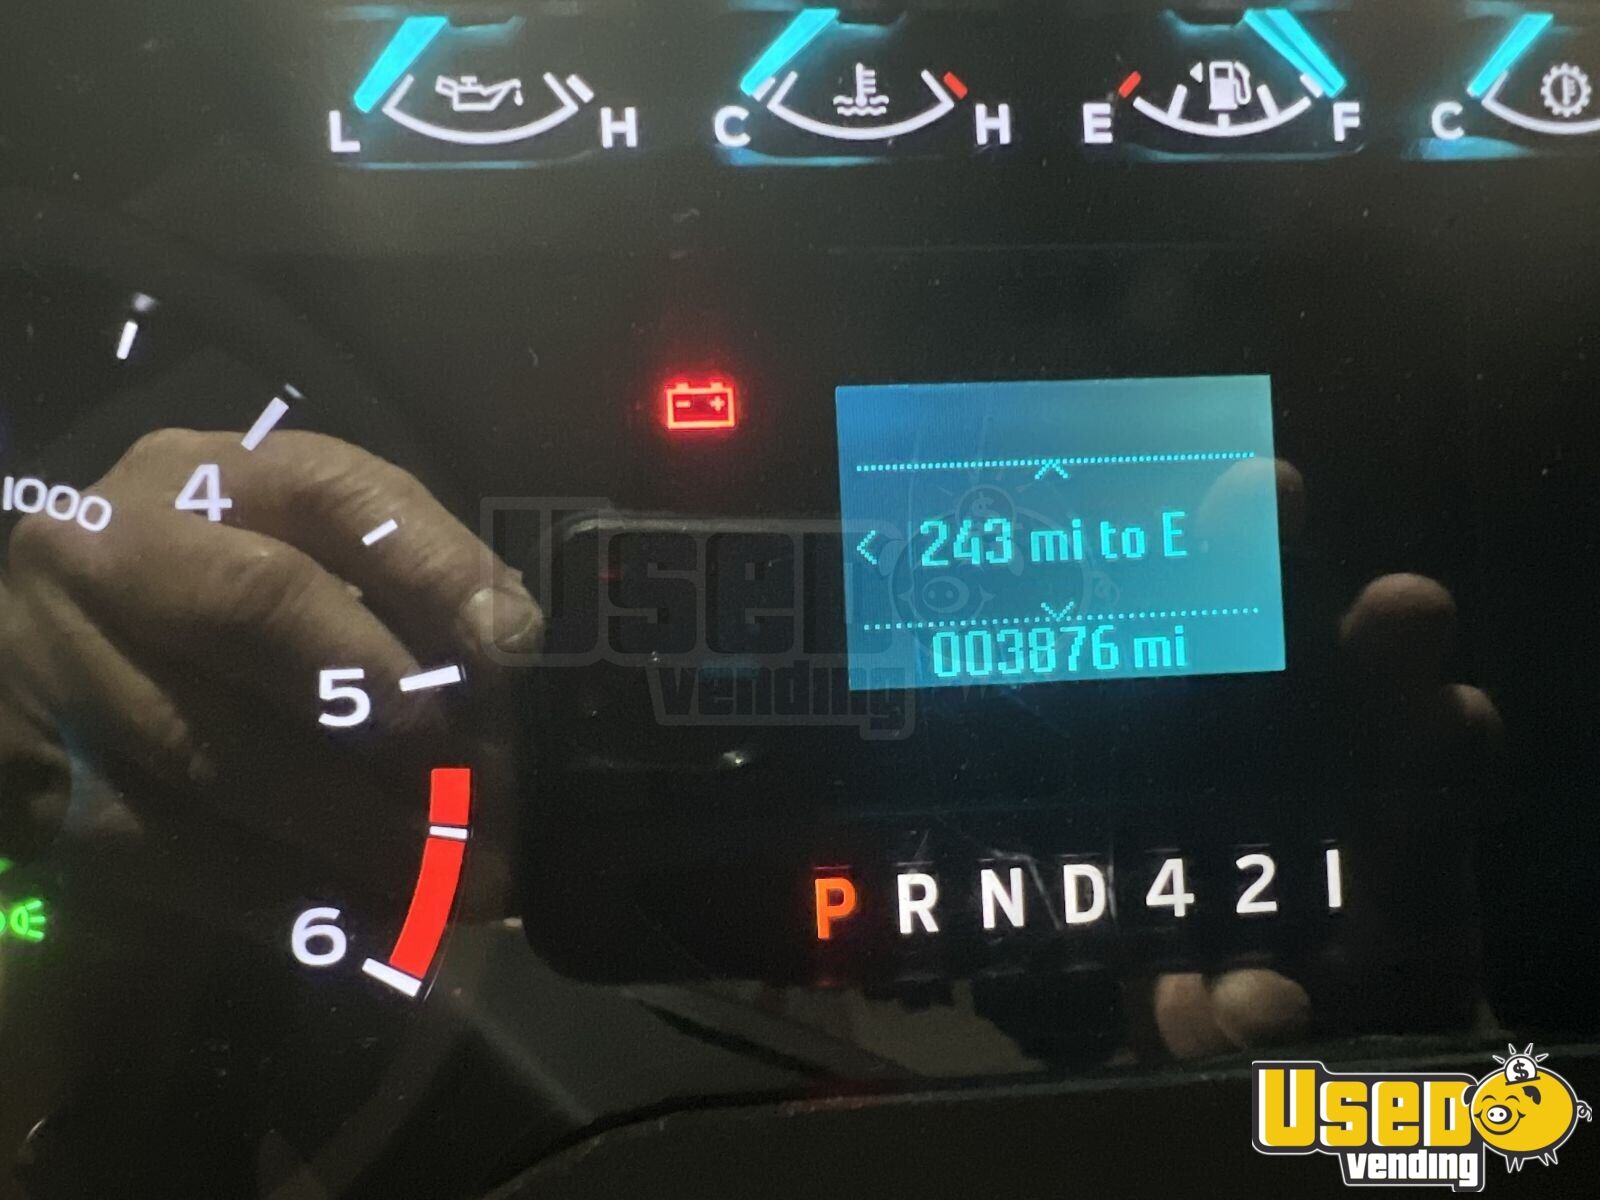 L H C H E F C
1000
4
5
6
< 243 mi to E
003876 mi
P R N D 4 2 1
USED
vending
USED
vending